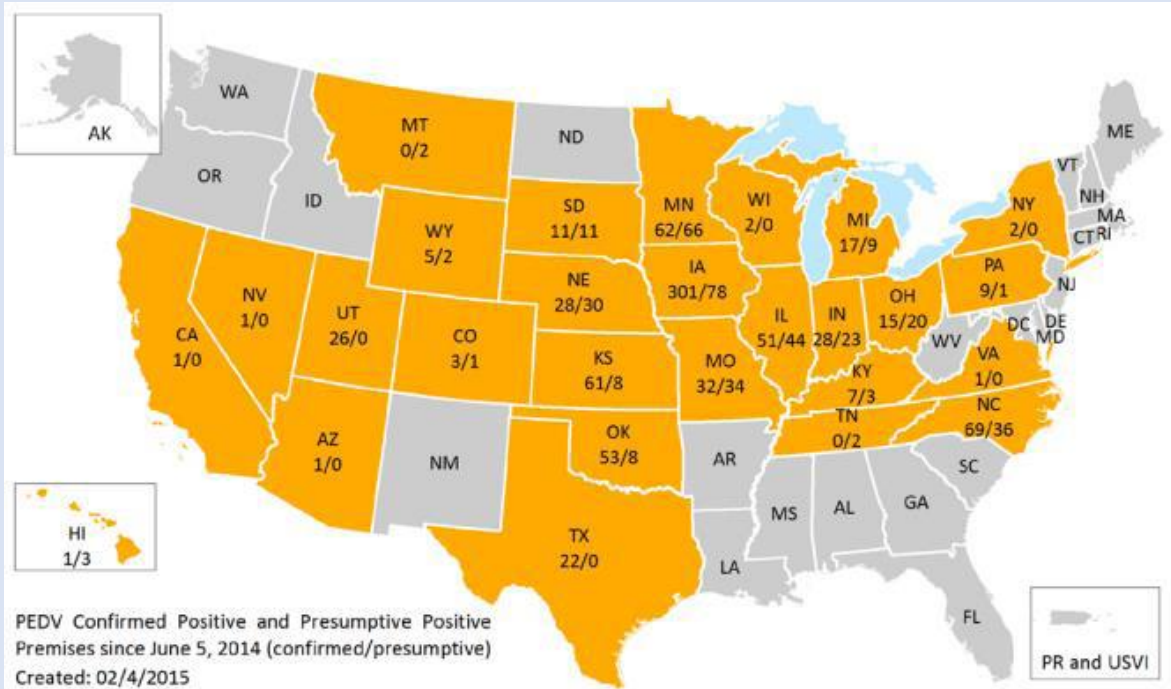 WA
AK
MT
0/2
ND
ME
OR
ID
VT
NH
SD
11/11
MN
62/66
WI
2/0
MI
17/9
NY
2/0
MA
CT RI
WY
5/2
IA
301/78
PA
9/1
NJ
NE
28/30
NV
1/0
UT
26/0
CA
1/0
CO
3/1
IL
51/44
IN
28/23
OH
15/20
DC
DE
MD
WV
VA
1/0
KS
61/8
MO
32/34
KY
7/3
NC
69/36
TN
0/2
AZ
1/0
NM
OK
53/8
AR
SC
MS
AL
GA
HI
1/3
TX
22/0
LA
FL
PEDV Confirmed Positive and Presumptive Positive
Premises since June 5, 2014 (confirmed/presumptive)
Created: 02/4/2015
PR and USVI